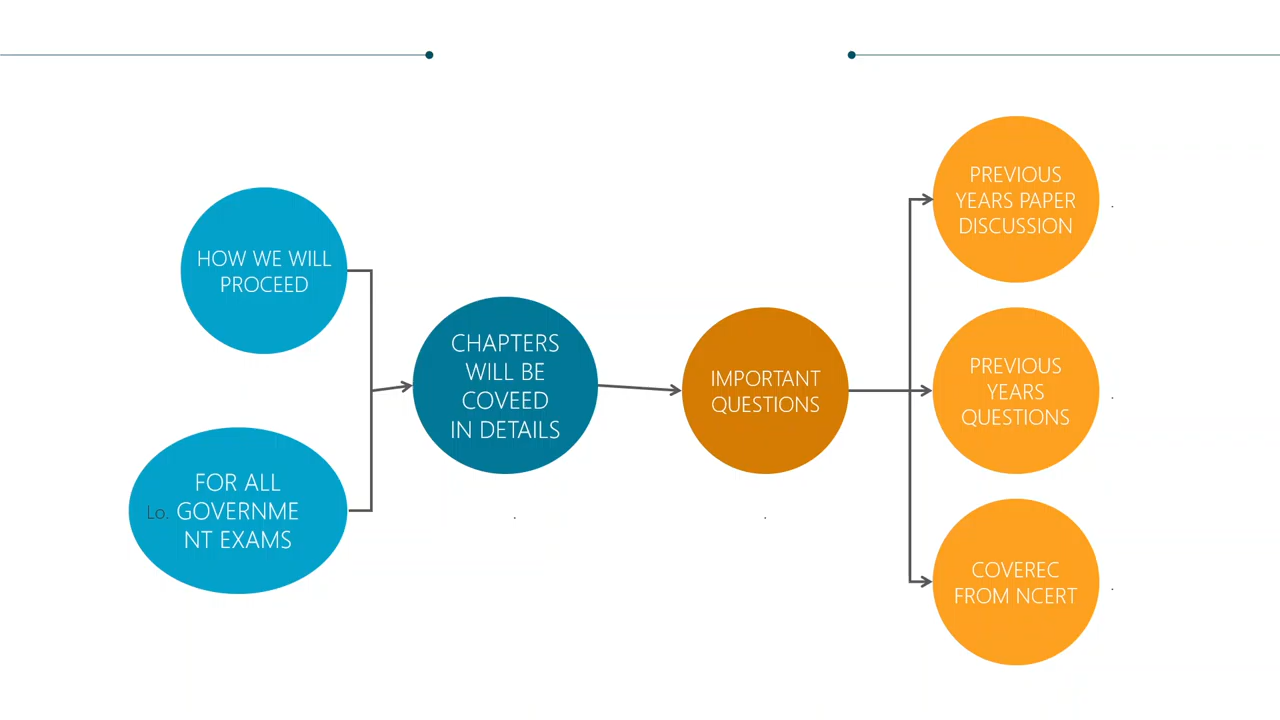 HOW WE WILL
PROCEED
Lo.
FOR ALL
GOVERNME
NT EXAMS
CHAPTERS
WILL BE
COVEED
IN DETAILS
IMPORTANT
QUESTIONS
PREVIOUS
YEARS PAPER
DISCUSSION
PREVIOUS
YEARS
QUESTIONS
COVEREC
FROM NCERT